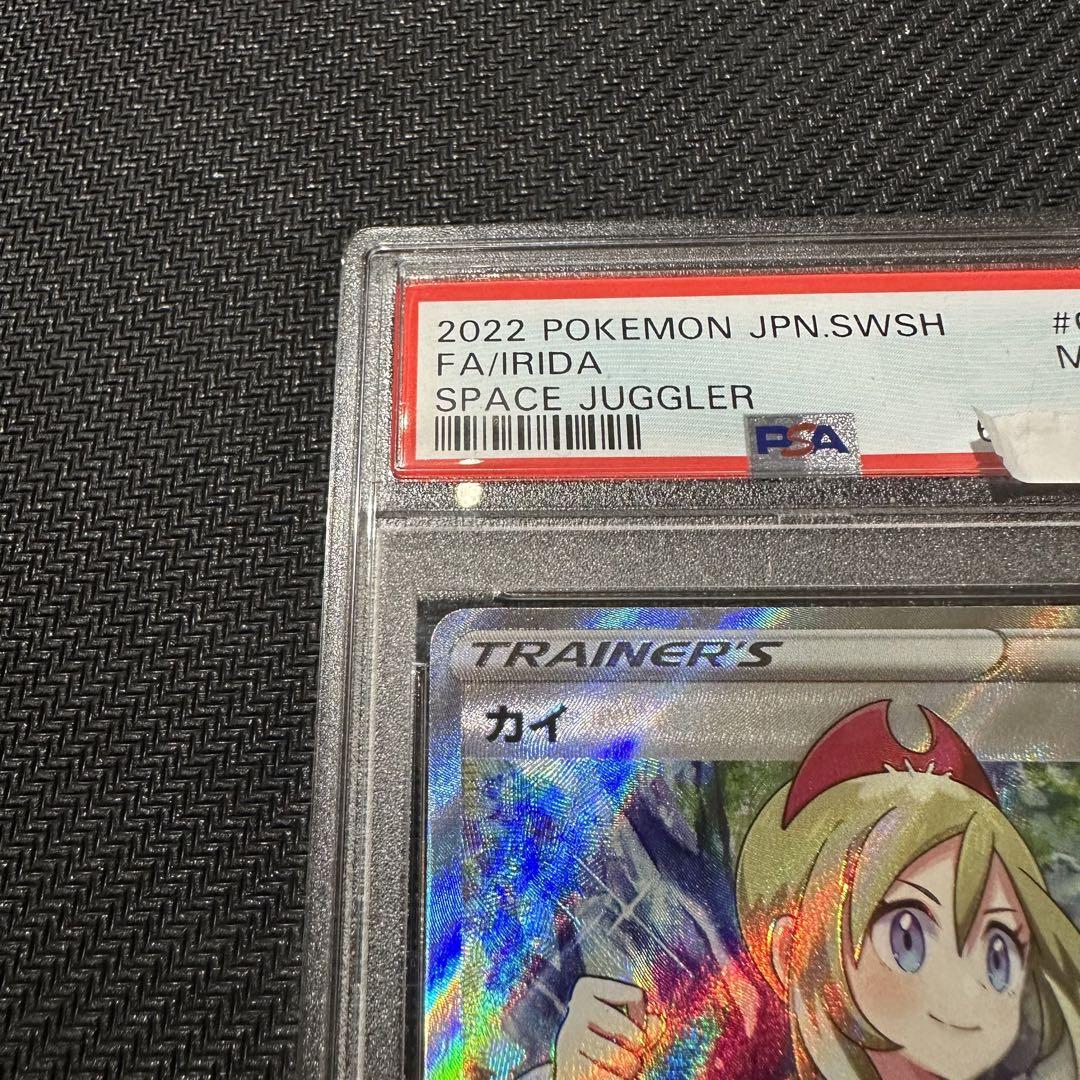 2022 POKEMON JPN.SWSH
FA/IRIDA
SPACE JUGGLER
PSA
TRAINER'S
カイ